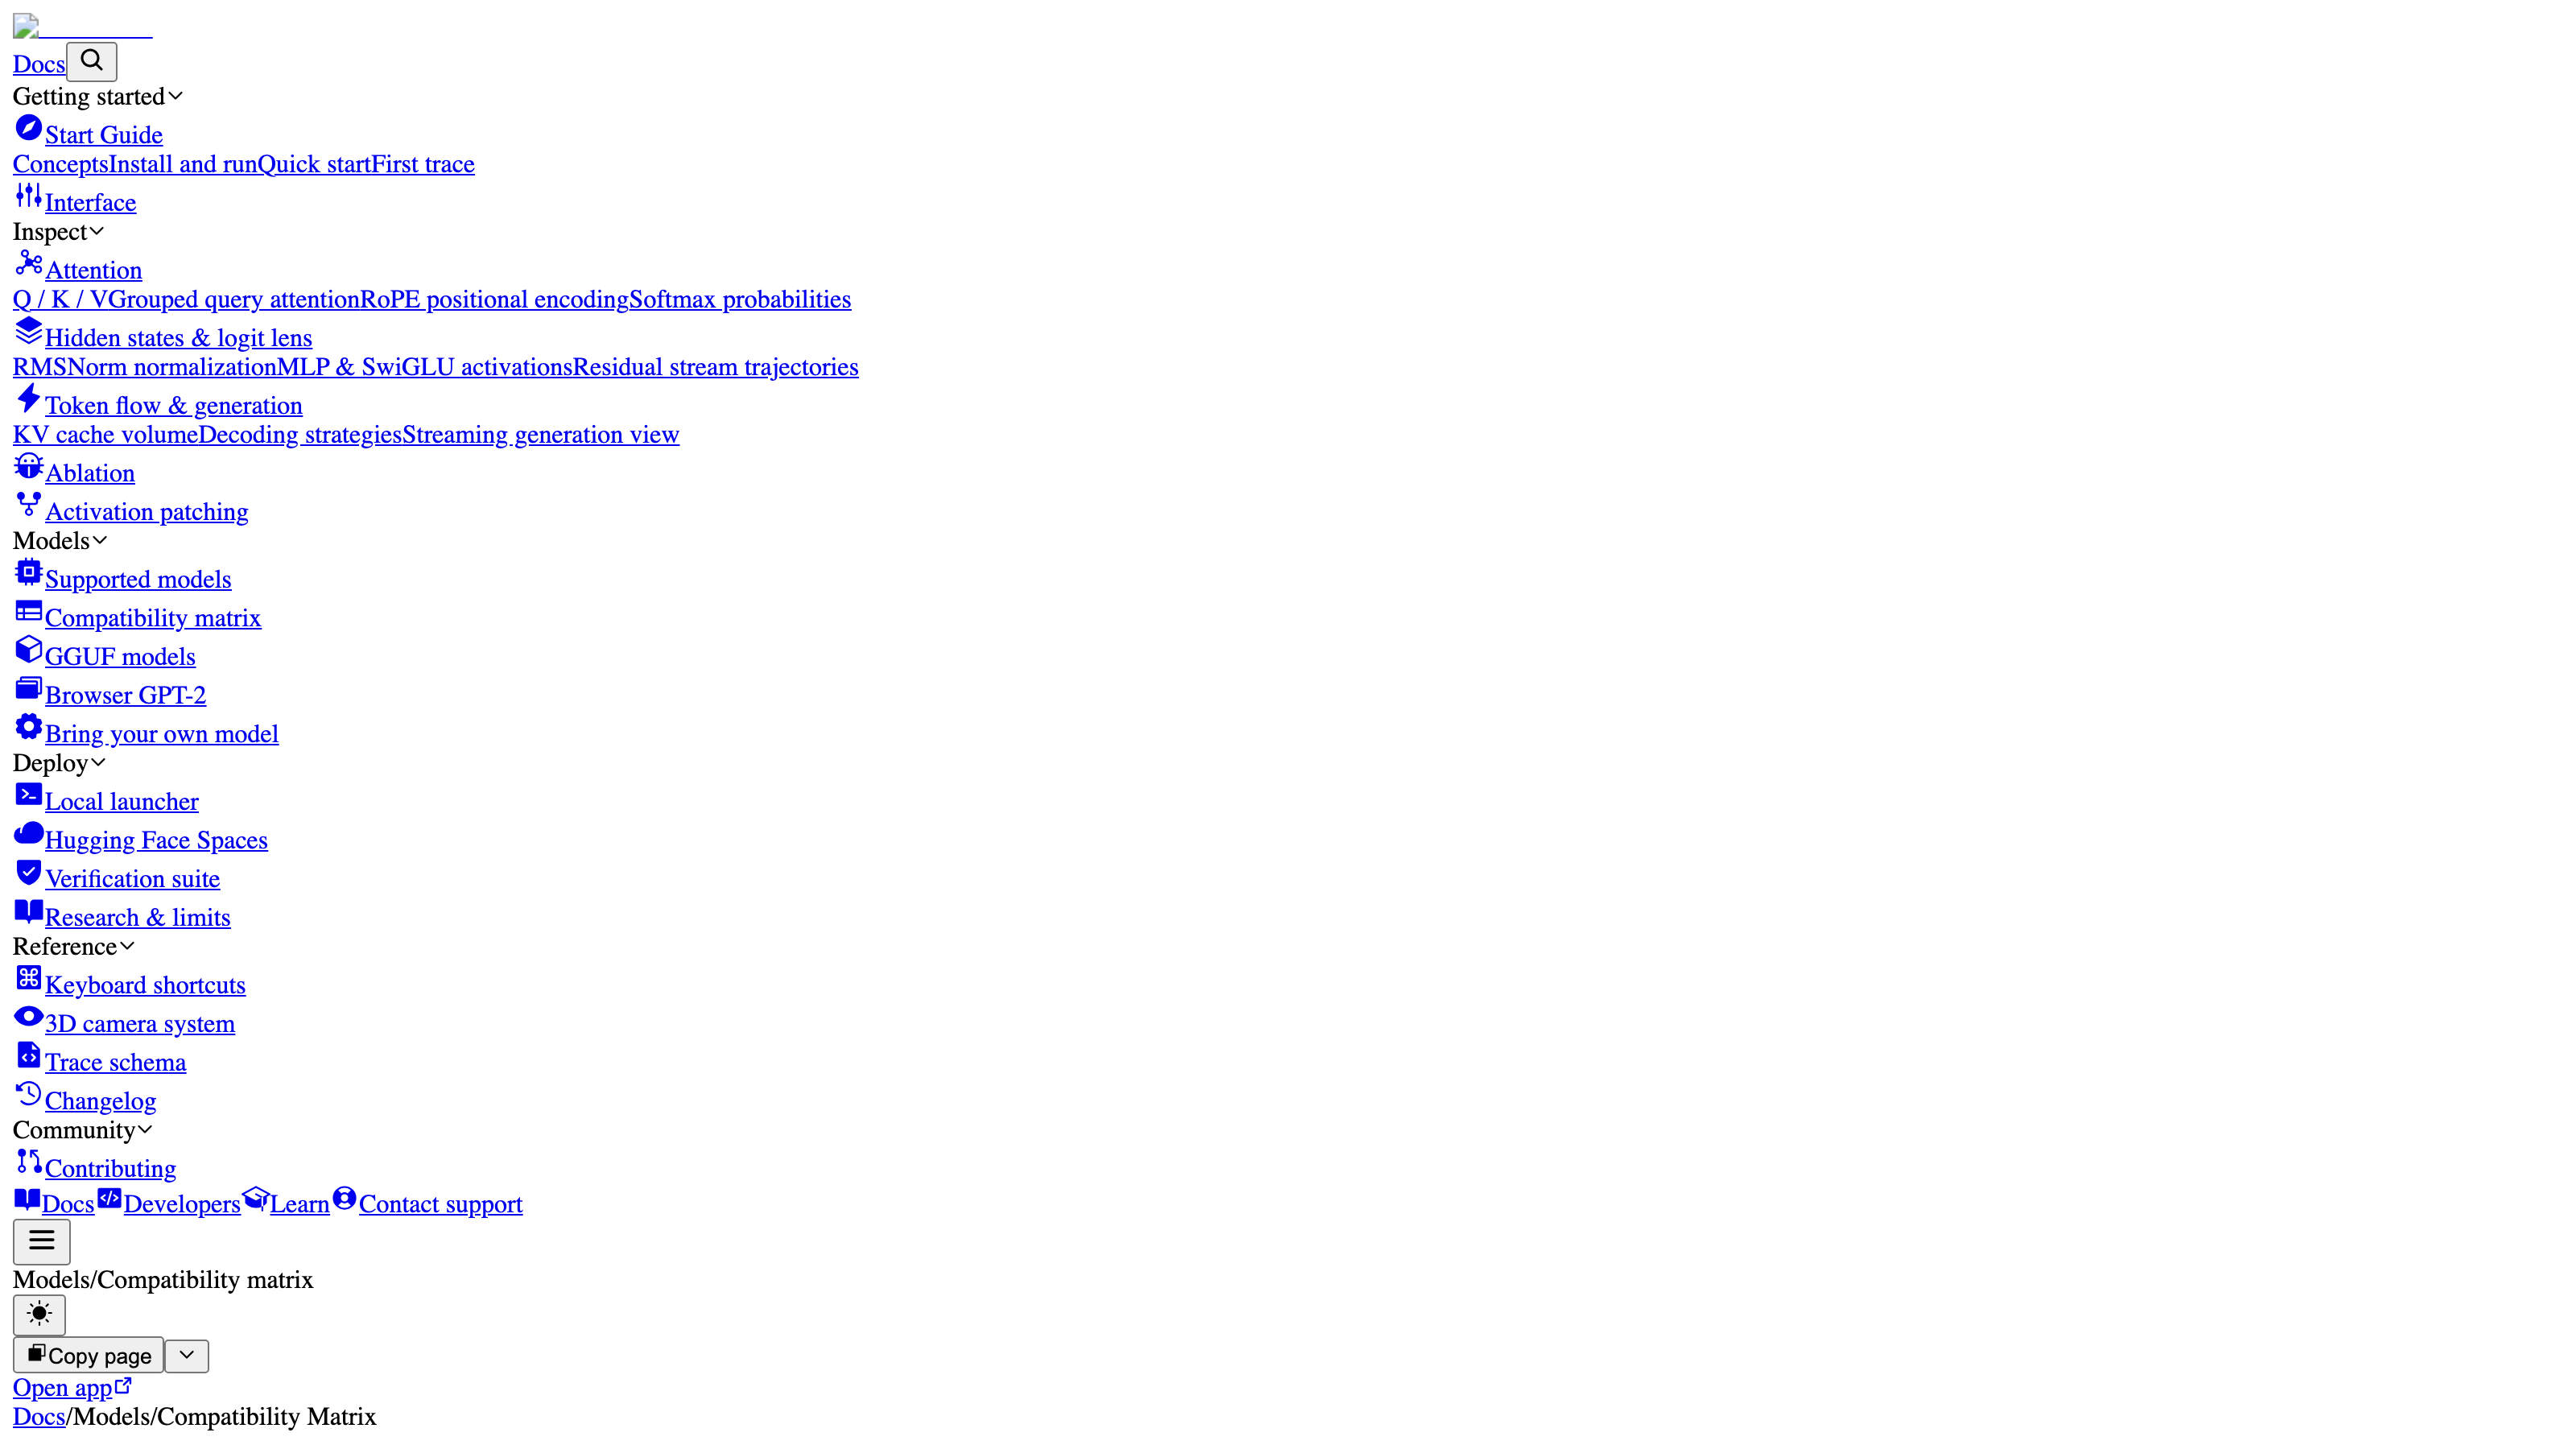 Docs
Getting started
Start Guide
ConceptsInstall and runQuick startFirst trace
Interface
Inspect
Attention
Q / K / VGrouped query attentionRoPE positional encodingSoftmax probabilities
Hidden states & logit lens
RMSNorm normalizationMLP & SwiGLU activationsResidual stream trajectories
Token flow & generation
KV cache volumeDecoding strategiesStreaming generation view
Ablation
Activation patching
Models
Supported models
Compatibility matrix
GGUF models
Browser GPT-2
Bring your own model
Deploy
Local launcher
Hugging Face Spaces
Verification suite
Research & limits
Reference
Keyboard shortcuts
3D camera system
Trace schema
Changelog
Community
Contributing
DocsDevelopersLearnContact support
Models/Compatibility matrix
Copy page
Open app
Docs/Models/Compatibility Matrix